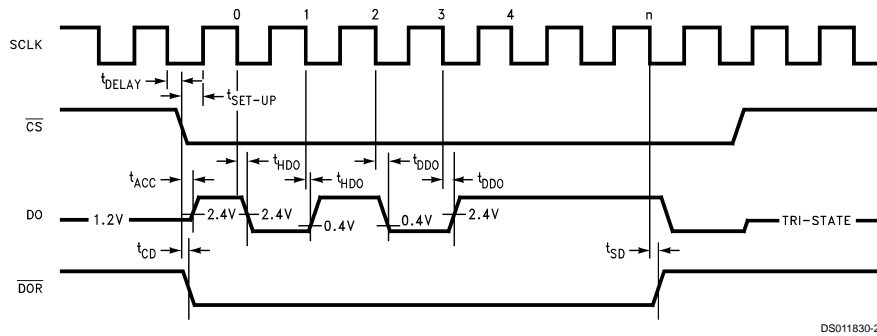 0 1 2 3 4 n
SCLK
tDELAY
tSET-UP
CS
tHDO tHDO tDDO tDDO
tACC
DO 1.2V 2.4V 2.4V 0.4V 0.4V 2.4V TRI-STATE
tCD tSD
DOR
DS011830-2